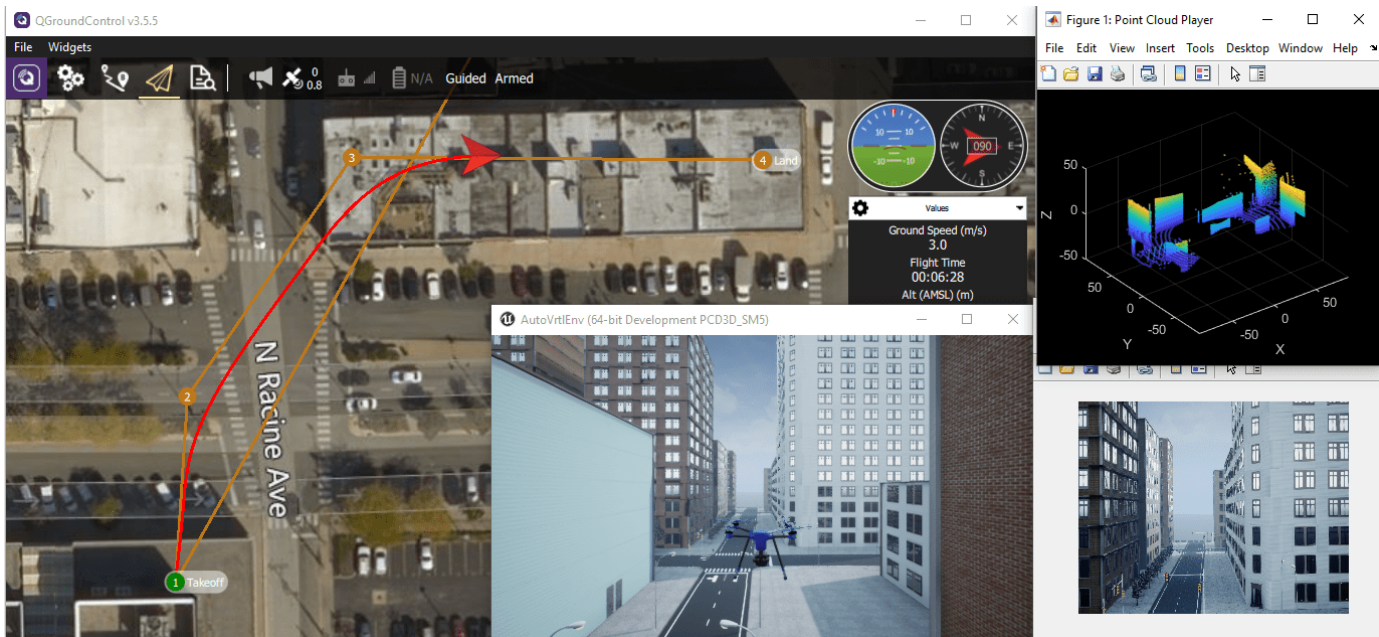 QGroundControl v3.5.5
File Widgets
0
0.8
N/A Guided Armed
3
4 Land
2
N Racine Ave
1 Takeoff
10 10
-10 -10
N
W 090 E
S
Values
Ground Speed (m/s)
3.0
Flight Time
00:06:28
Alt (AMSL) (m)
AutoVrtlEnv (64-bit Development PCD3D_SM5)
Figure 1: Point Cloud Player
File Edit View Insert Tools Desktop Window Help
50
0
-50
Z
50
0
-50
Y
-50
0
50
X